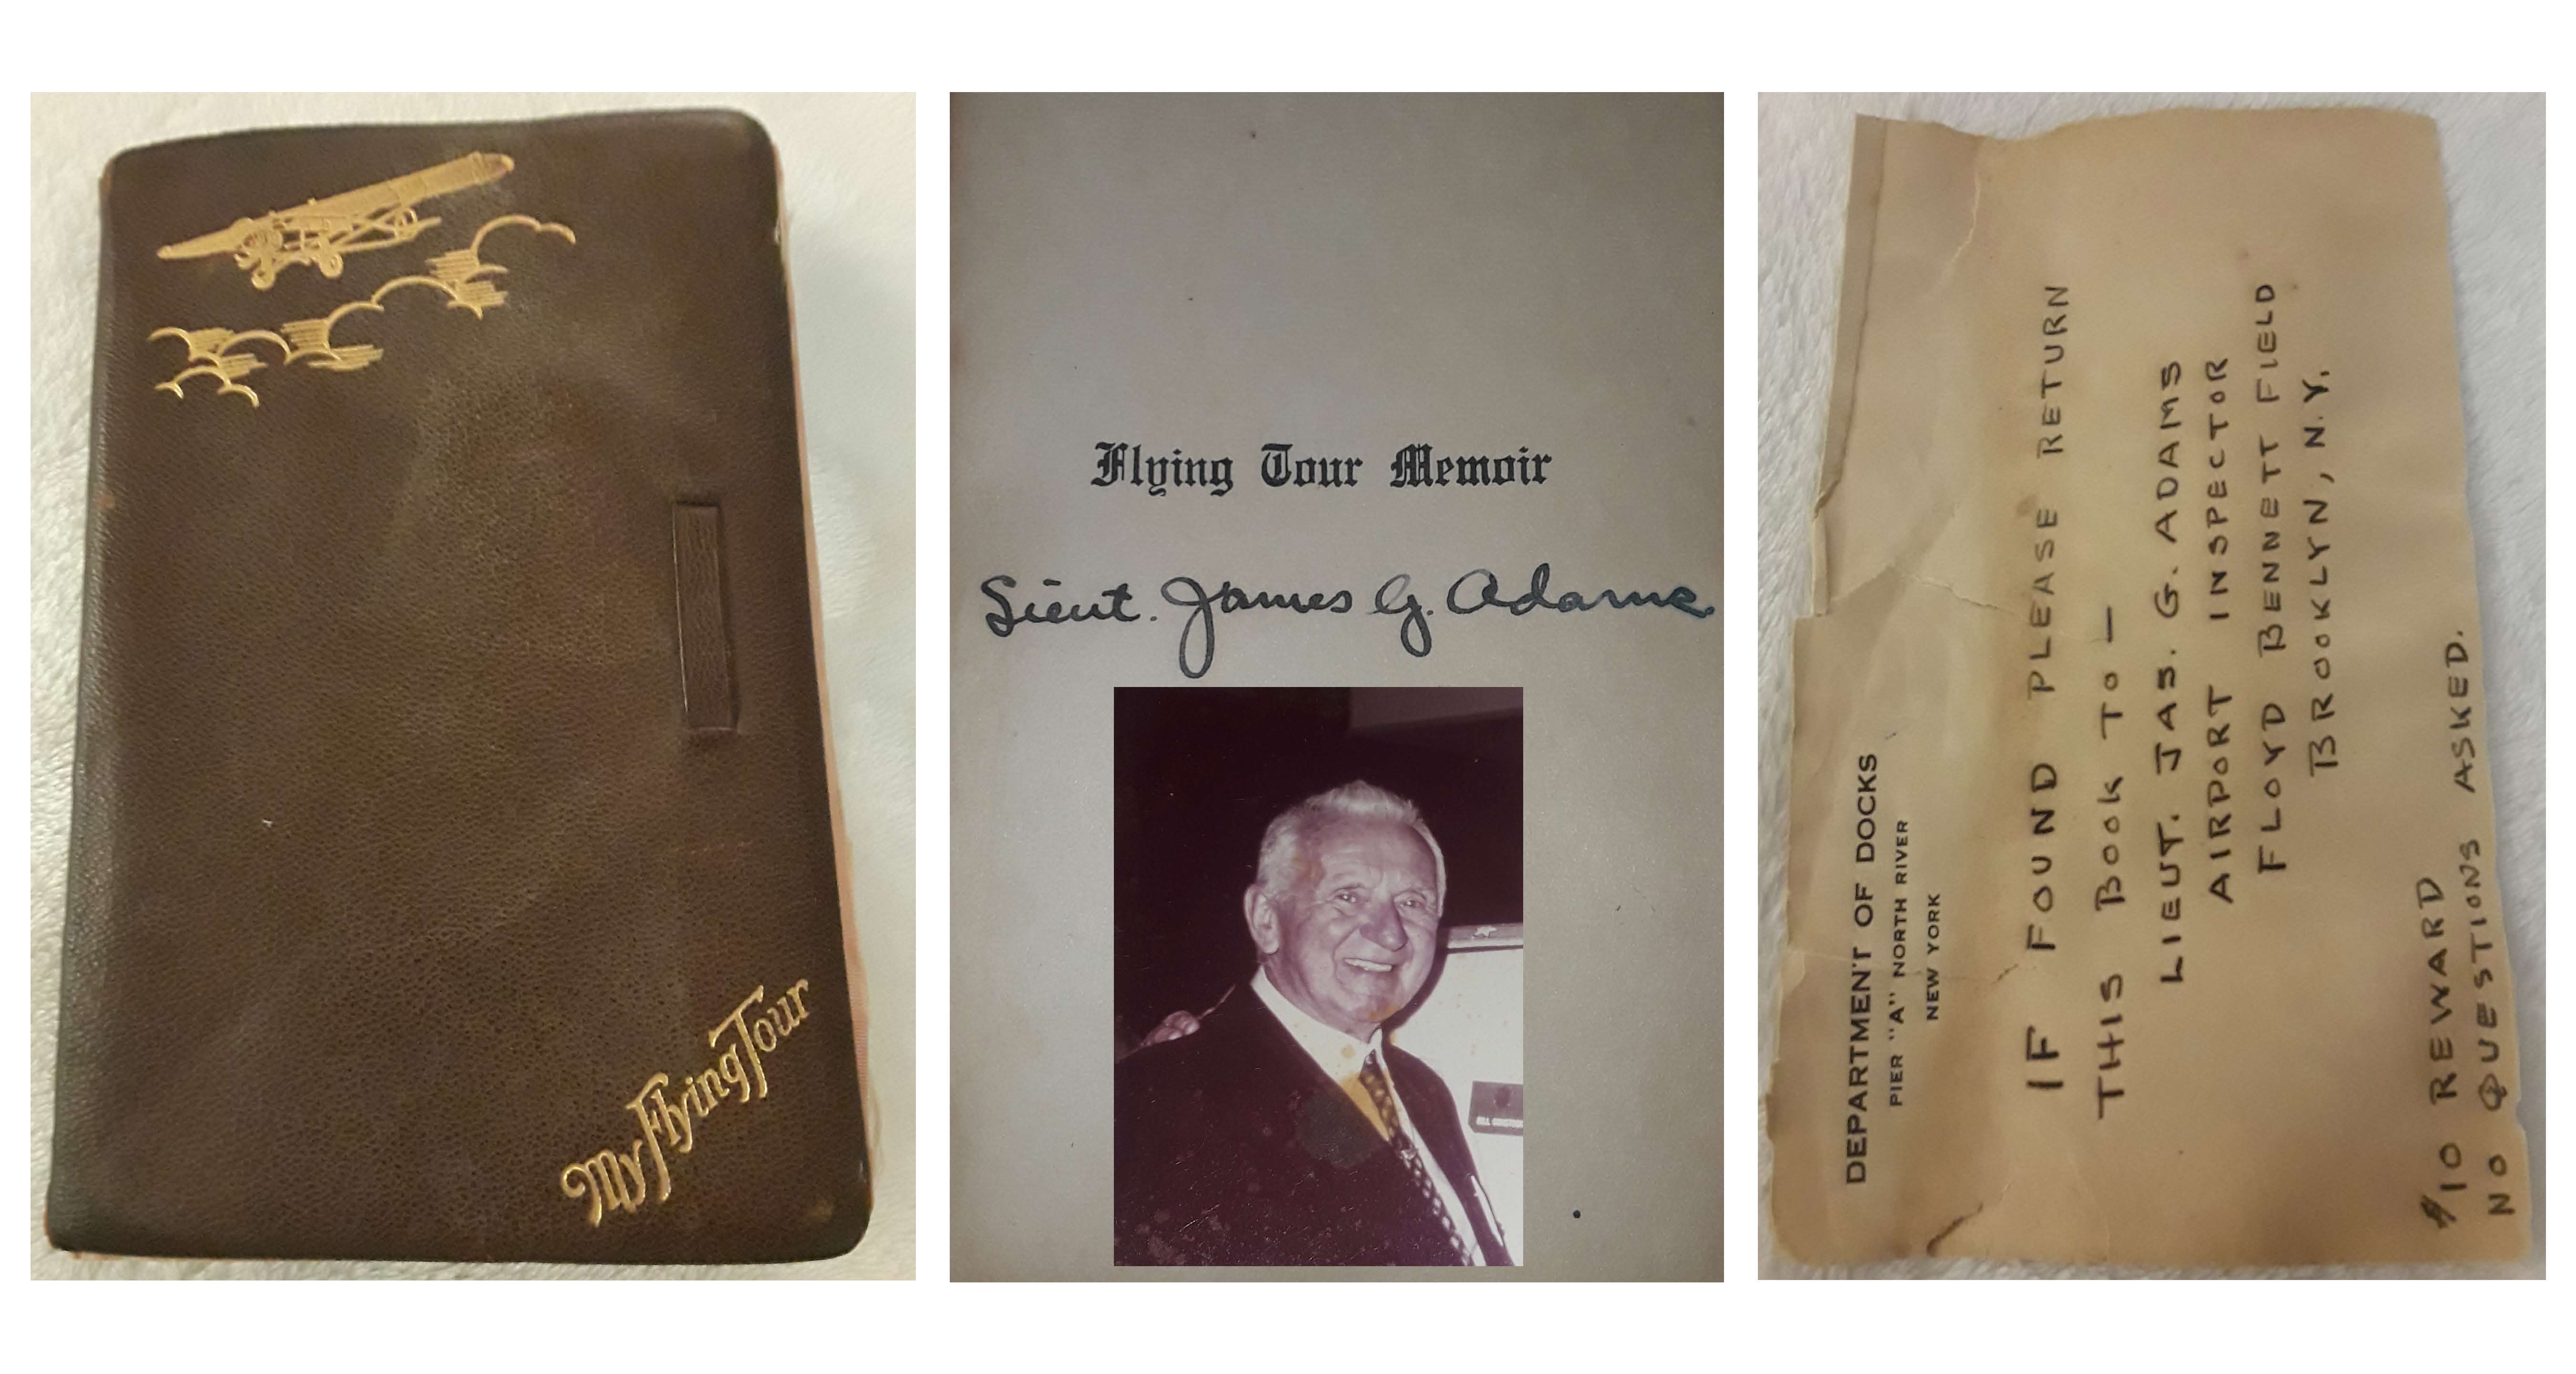 My Flying Tour
Flying Tour Memoir
Lieut. James G. Adams
DEPARTMENT OF DOCKS
PIER "A" NORTH RIVER
NEW YORK
IF FOUND PLEASE RETURN
THIS BOOK TO —
LIEUT. JAS. G. ADAMS
AIRPORT INSPECTOR
FLOYD BENNETT FIELD
BROOKLYN, N.Y.
$10 REWARD
NO QUESTIONS ASKED.